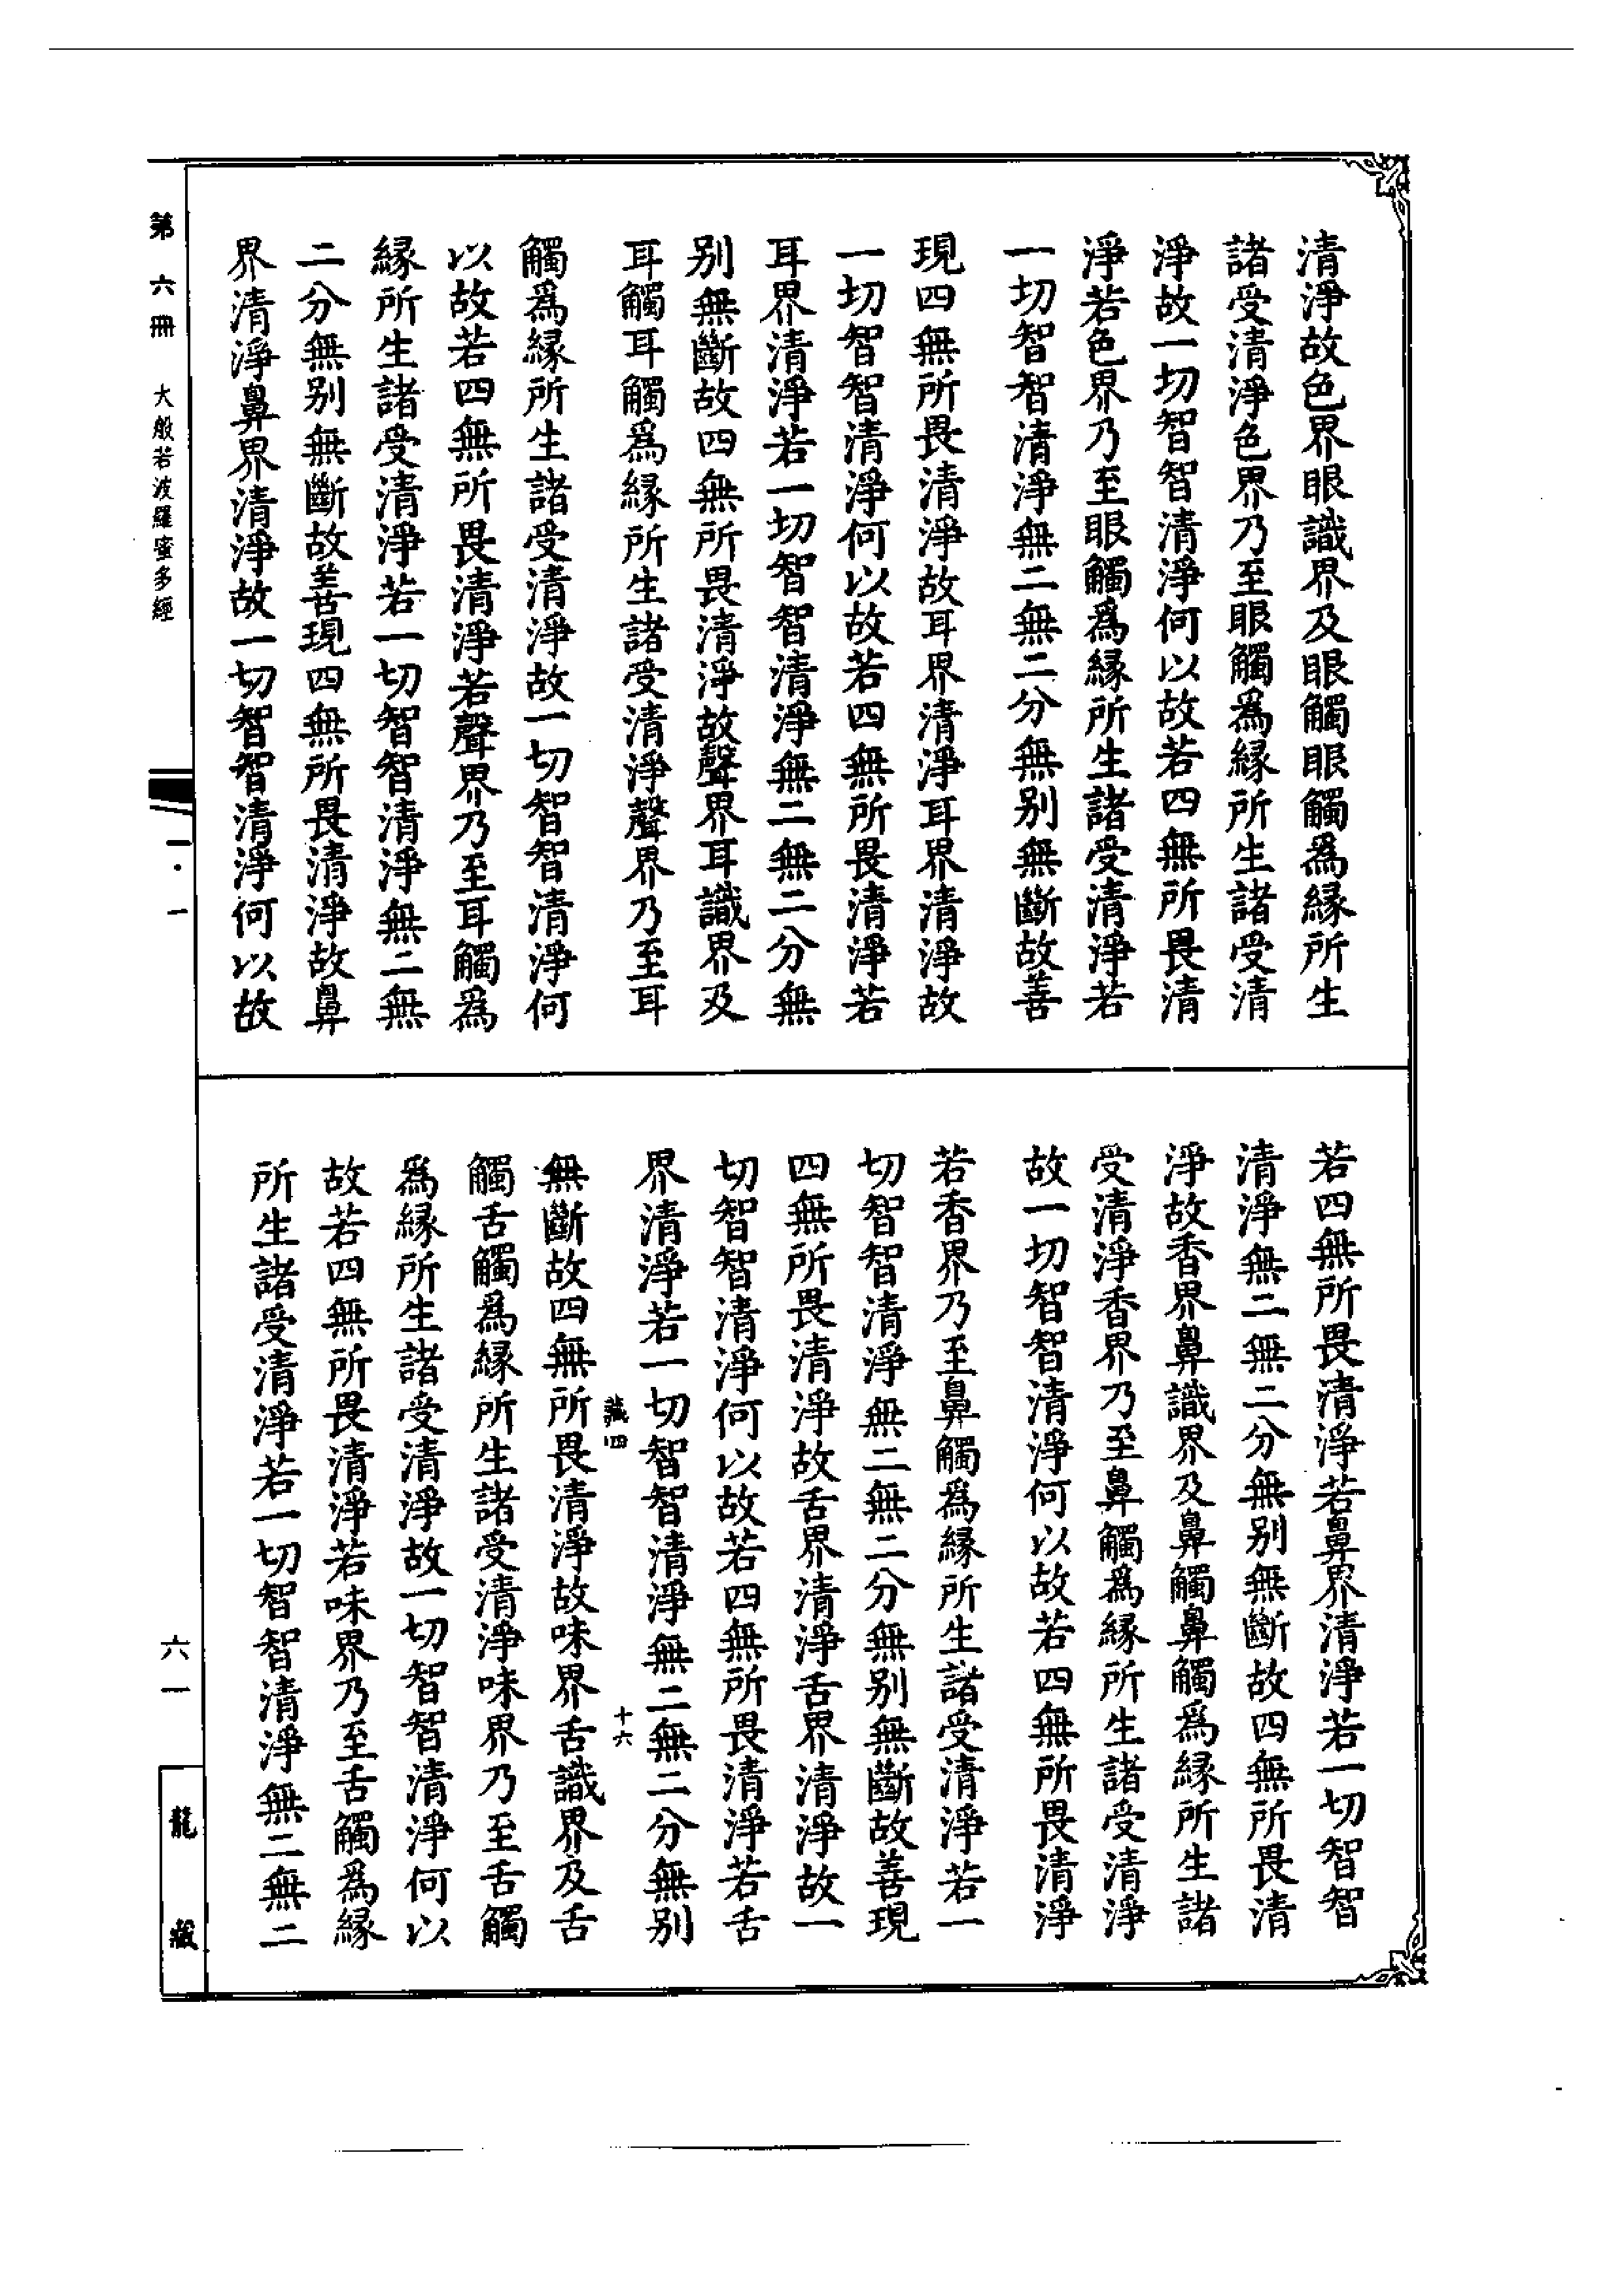 清淨故色界眼識界及眼觸眼觸爲緣所生
諸受清淨色界乃至眼觸爲緣所生諸受清
淨故一切智智清淨何以故若四無所畏清
淨若色界乃至眼觸爲緣所生諸受清淨若
一切智智清淨無二無二分無别無斷故善
現四無所畏清淨故耳界清淨耳界清淨故
一切智智清淨何以故若四無所畏清淨若
耳界清淨若一切智智清淨無二無二分無
别無斷故四無所畏清淨故聲界耳識界及
耳觸耳觸爲緣所生諸受清淨聲界乃至耳
觸爲緣所生諸受清淨故一切智智清淨何
以故若四無所畏清淨若聲界乃至耳觸爲
緣所生諸受清淨若一切智智清淨無二無
二分無别無斷故善現四無所畏清淨故鼻
界清淨鼻界清淨故一切智智清淨何以故
若四無所畏清淨若鼻界清淨若一切智智
清淨無二無二分無别無斷故四無所畏清
淨故香界鼻識界及鼻觸鼻觸爲緣所生諸
受清淨香界乃至鼻觸爲緣所生諸受清淨
故一切智智清淨何以故若四無所畏清淨
若香界乃至鼻觸爲緣所生諸受清淨若一
切智智清淨無二無二分無别無斷故善現
四無所畏清淨故舌界清淨舌界清淨故一
切智智清淨何以故若四無所畏清淨若舌
界清淨若一切智智清淨無二無二分無别
藏四 十六
無斷故四無所畏清淨故味界舌識界及舌
觸舌觸爲緣所生諸受清淨味界乃至舌觸
爲緣所生諸受清淨故一切智智清淨何以
故若四無所畏清淨若味界乃至舌觸爲緣
所生諸受清淨若一切智智清淨無二無二
第六冊 大般若波羅蜜多經
一·一
六一
龍藏